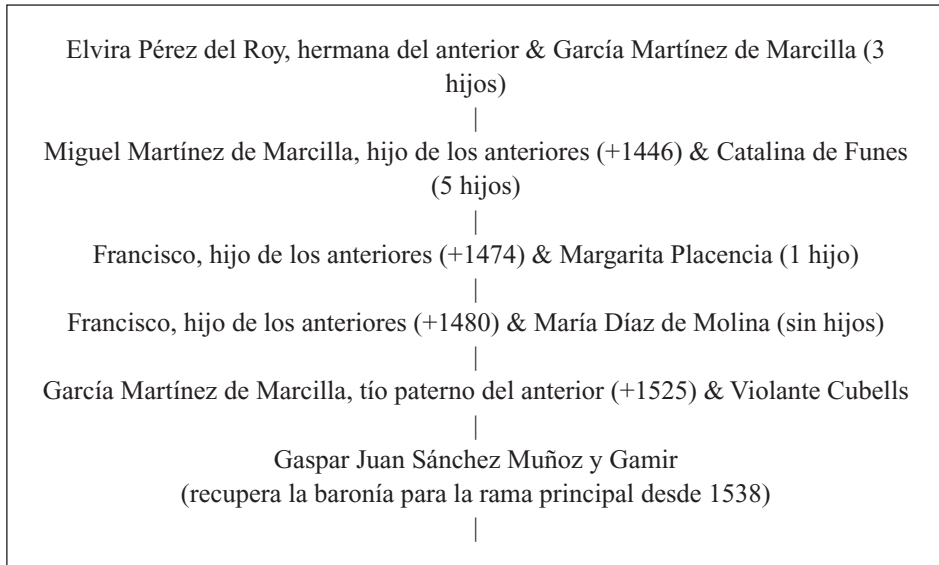 Elvira Pérez del Roy, hermana del anterior & García Martínez de Marcilla (3
hijos)
|
Miguel Martínez de Marcilla, hijo de los anteriores (+1446) & Catalina de Funes
(5 hijos)
|
Francisco, hijo de los anteriores (+1474) & Margarita Placencia (1 hijo)
|
Francisco, hijo de los anteriores (+1480) & María Díaz de Molina (sin hijos)
|
García Martínez de Marcilla, tío paterno del anterior (+1525) & Violante Cubells
|
Gaspar Juan Sánchez Muñoz y Gamir
(recupera la baronía para la rama principal desde 1538)
|